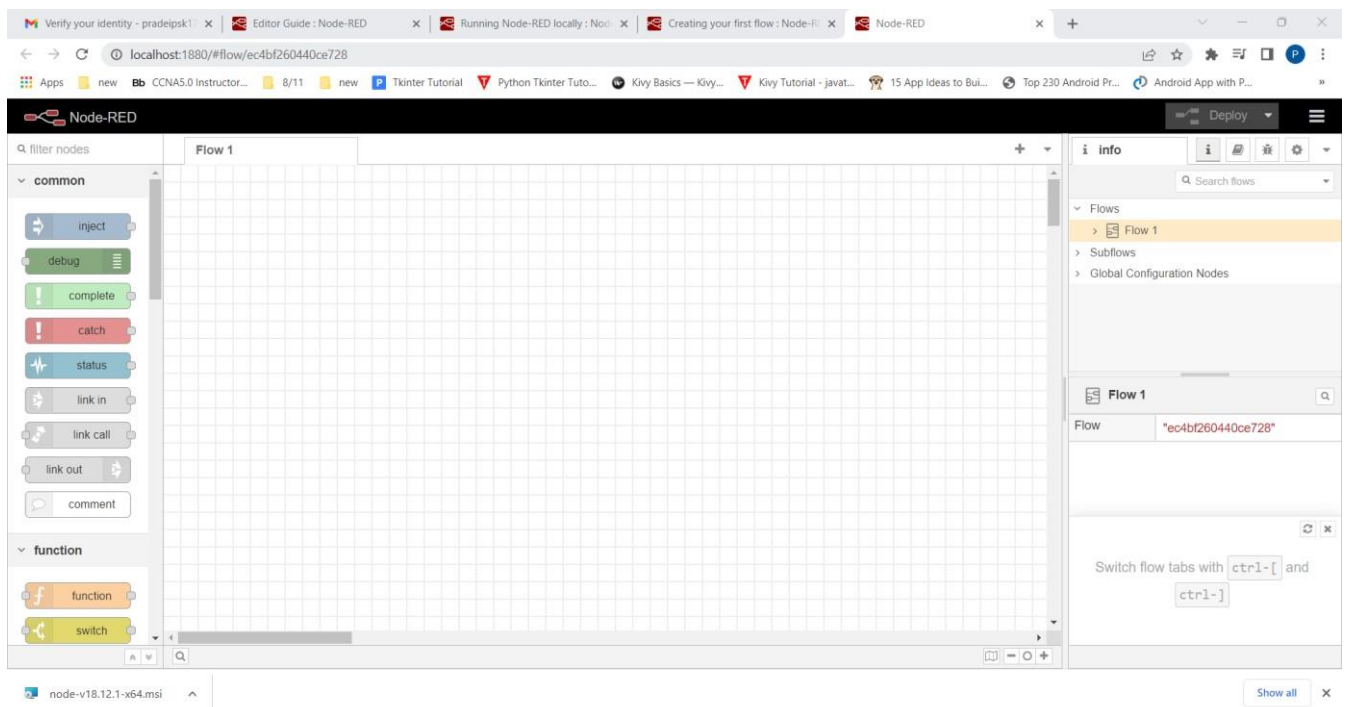 Verify your identity - pradeipsk1
Editor Guide : Node-RED
Running Node-RED locally : Nod
Creating your first flow : Node-R
Node-RED
localhost:1880/#flow/ec4bf260440ce728
P
Apps
new
Bb CCNA5.0 Instructor...
8/11
new
P Tkinter Tutorial
Python Tkinter Tuto...
Kivy Basics — Kivy...
Kivy Tutorial - javat...
15 App Ideas to Bui...
Top 230 Android Pr...
Android App with P...
»
Node-RED
Deploy
filter nodes
Flow 1
i info
i
common
Search flows
inject
Flows
Flow 1
debug
Subflows
Global Configuration Nodes
complete
catch
status
link in
Flow 1
link call
Flow
"ec4bf260440ce728"
link out
comment
function
Switch flow tabs with ctrl-[ and
ctrl-]
function
switch
node-v18.12.1-x64.msi
Show all